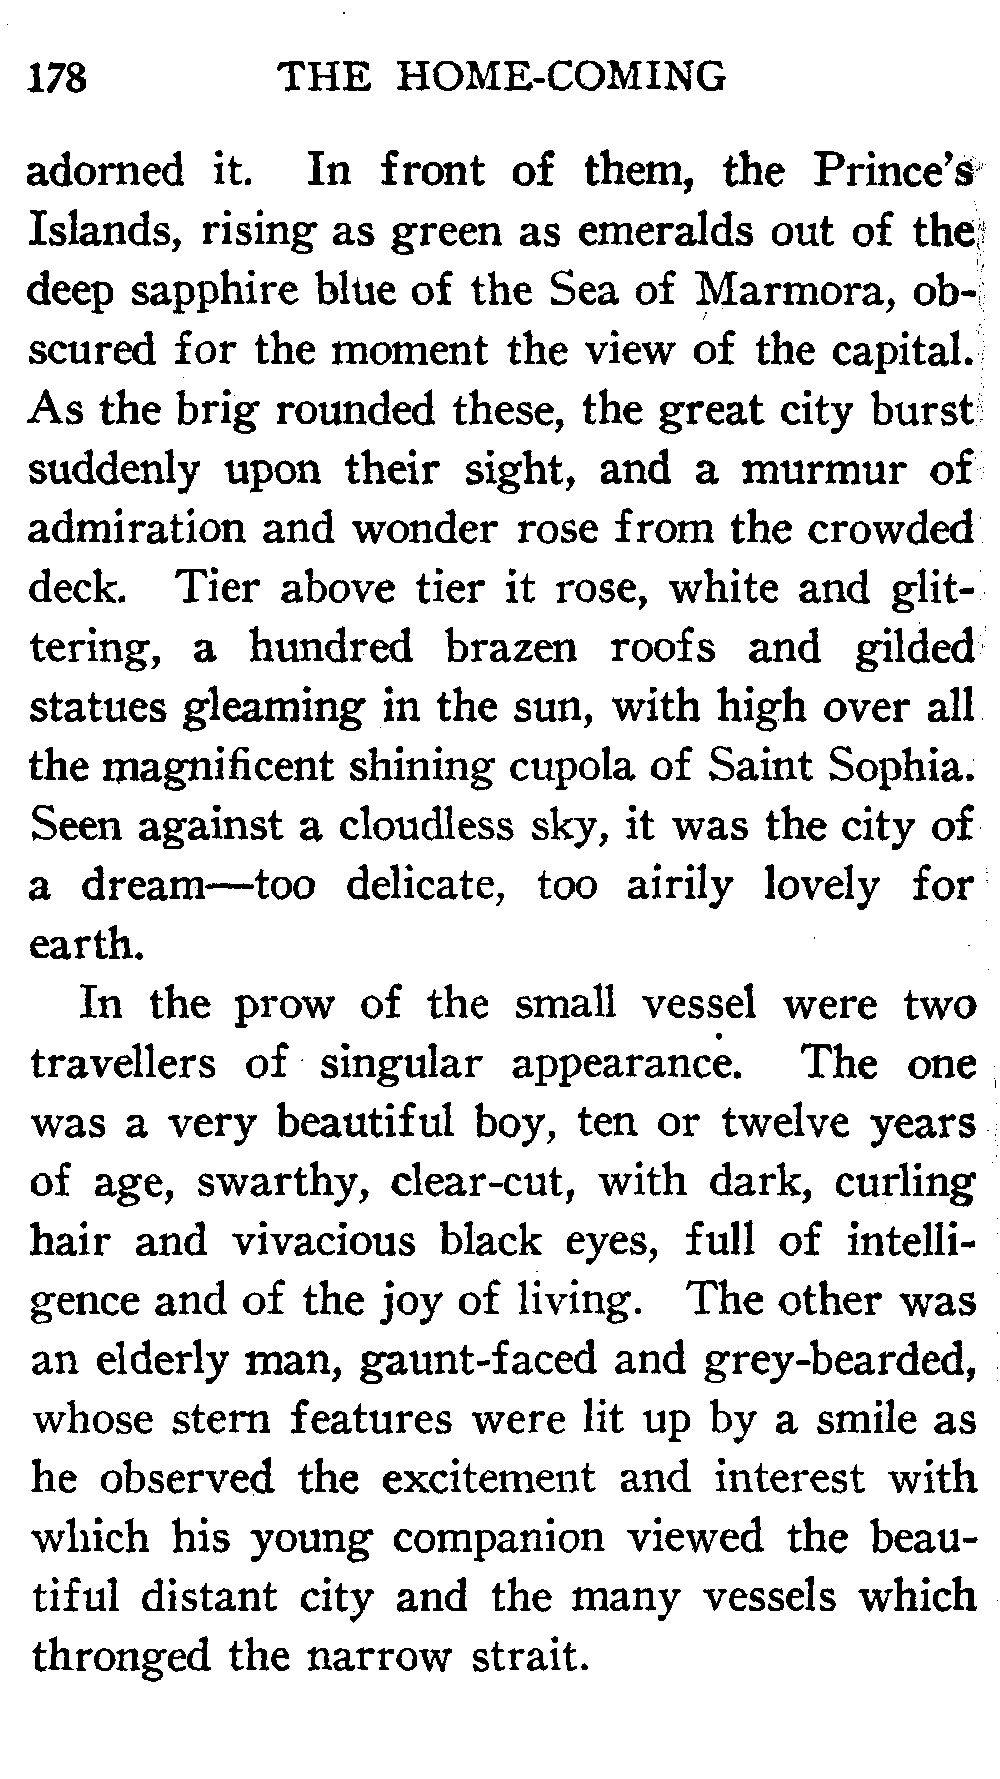 178 THE HOME-COMING
adorned it. In front of them, the Prince's
Islands, rising as green as emeralds out of the
deep sapphire blue of the Sea of Marmora, ob-
scured for the moment the view of the capital.
As the brig rounded these, the great city burst
suddenly upon their sight, and a murmur of
admiration and wonder rose from the crowded
deck. Tier above tier it rose, white and glit-
tering, a hundred brazen roofs and gilded
statues gleaming in the sun, with high over all
the magnificent shining cupola of Saint Sophia.
Seen against a cloudless sky, it was the city of
a dream—too delicate, too airily lovely for
earth.
In the prow of the small vessel were two
travellers of singular appearance. The one
was a very beautiful boy, ten or twelve years
of age, swarthy, clear-cut, with dark, curling
hair and vivacious black eyes, full of intelli-
gence and of the joy of living. The other was
an elderly man, gaunt-faced and grey-bearded,
whose stern features were lit up by a smile as
he observed the excitement and interest with
which his young companion viewed the beau-
tiful distant city and the many vessels which
thronged the narrow strait.